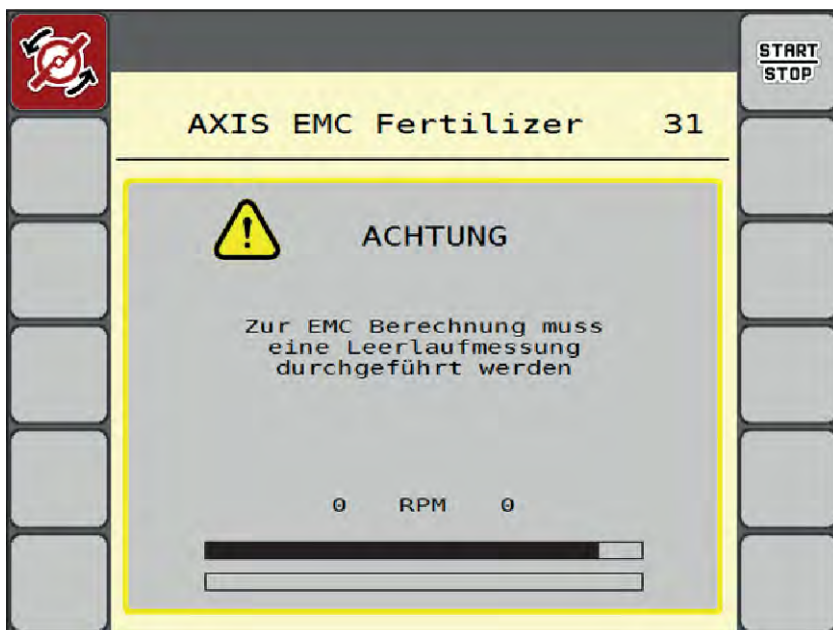 START
STOP
AXIS EMC Fertilizer 31
ACHTUNG
Zur EMC Berechnung muss
eine Leerlaufmessung
durchgeführt werden
0 RPM 0